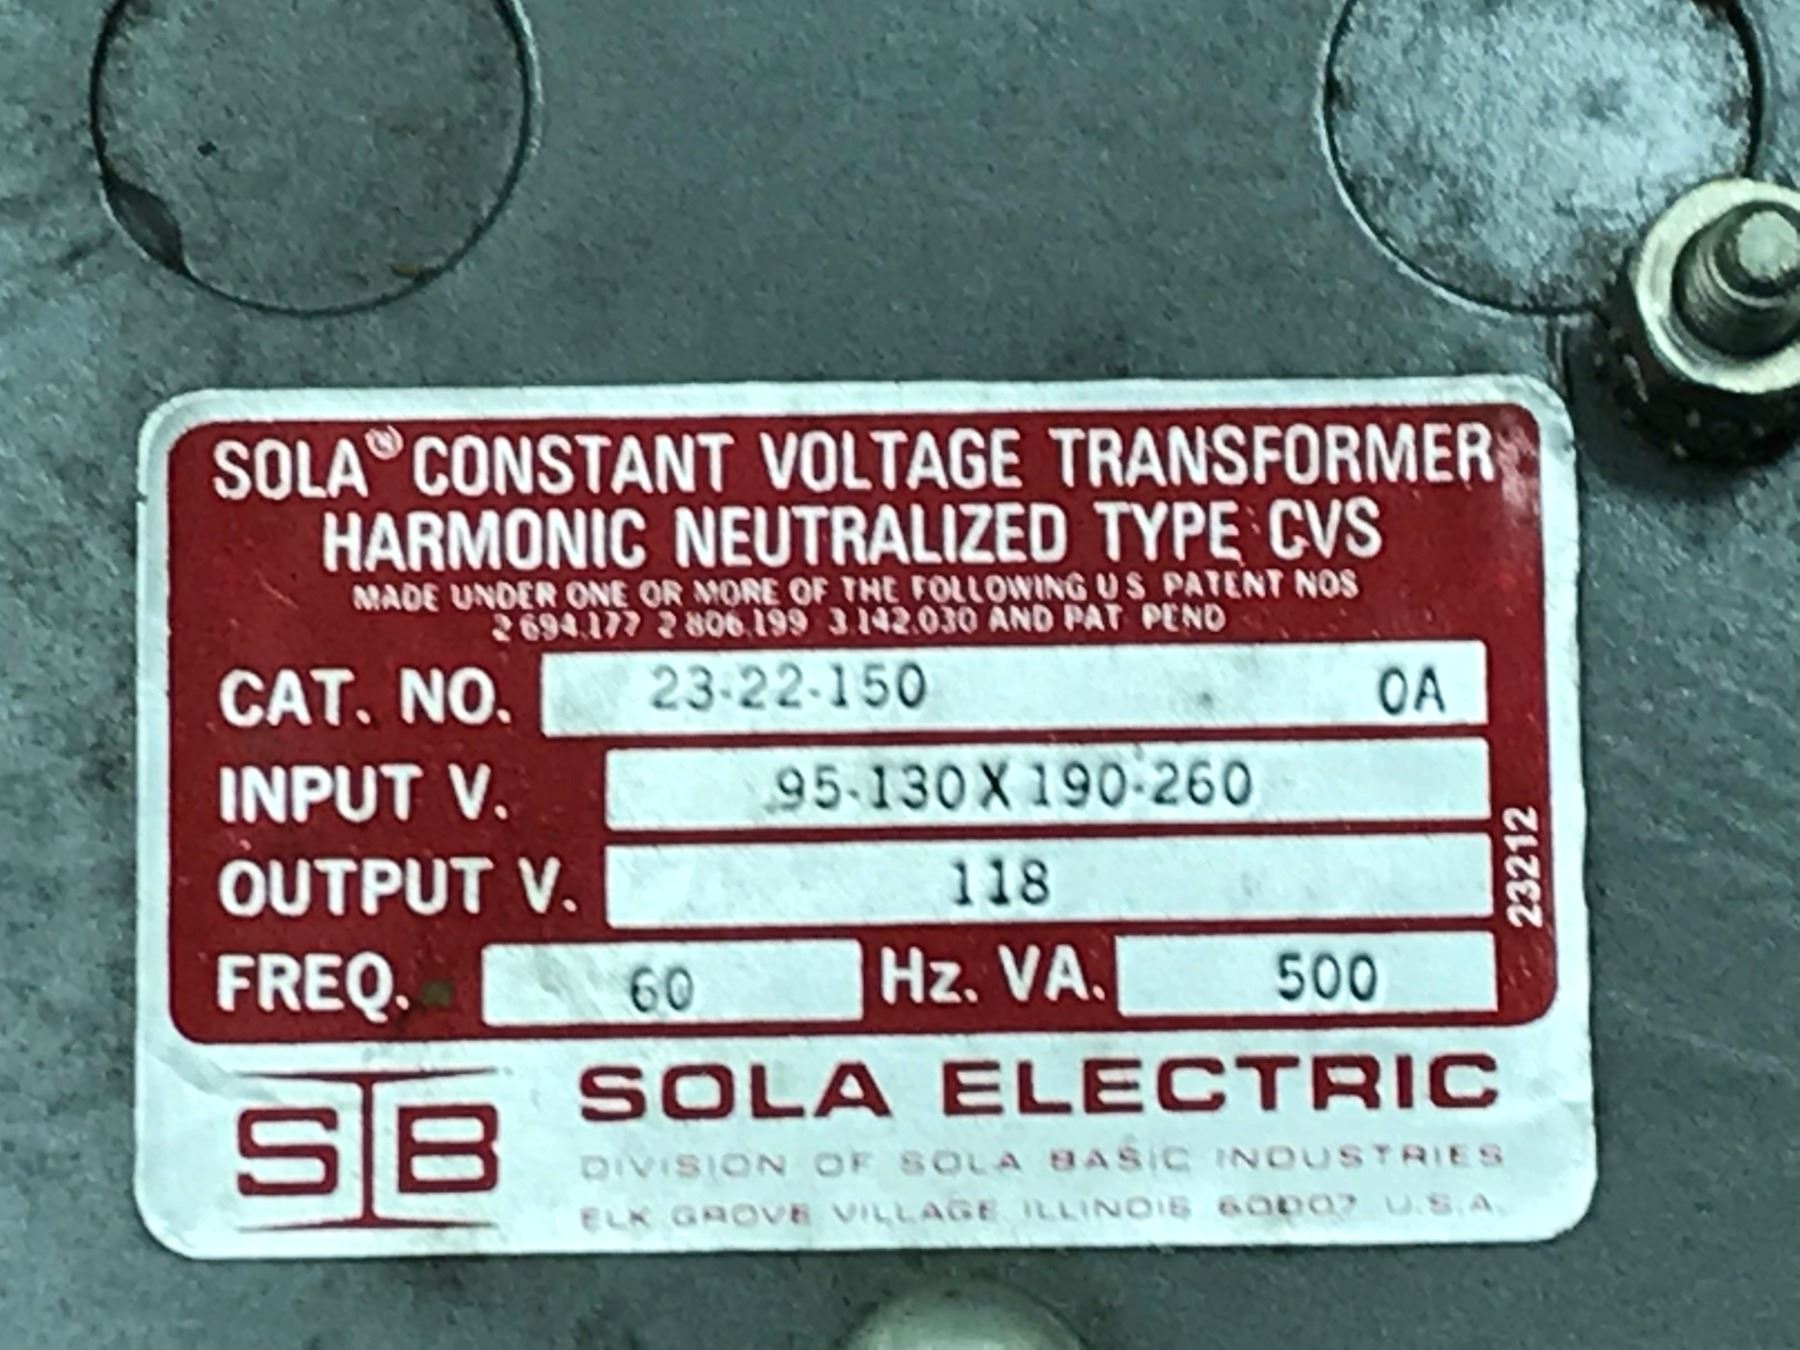 SOLA® CONSTANT VOLTAGE TRANSFORMER
HARMONIC NEUTRALIZED TYPE CVS
MADE UNDER ONE OR MORE OF THE FOLLOWING U S PATENT NOS
2 694.177 2 806.199 3.142.030 AND PAT PEND
CAT. NO. 23-22-150 0A
INPUT V. 95-130 X 190-260
OUTPUT V. 118
FREQ. 60 Hz. VA. 500
23212
SIB SOLA ELECTRIC
DIVISION OF SOLA BASIC INDUSTRIES
ELK GROVE VILLAGE ILLINOIS 60007 U.S.A.